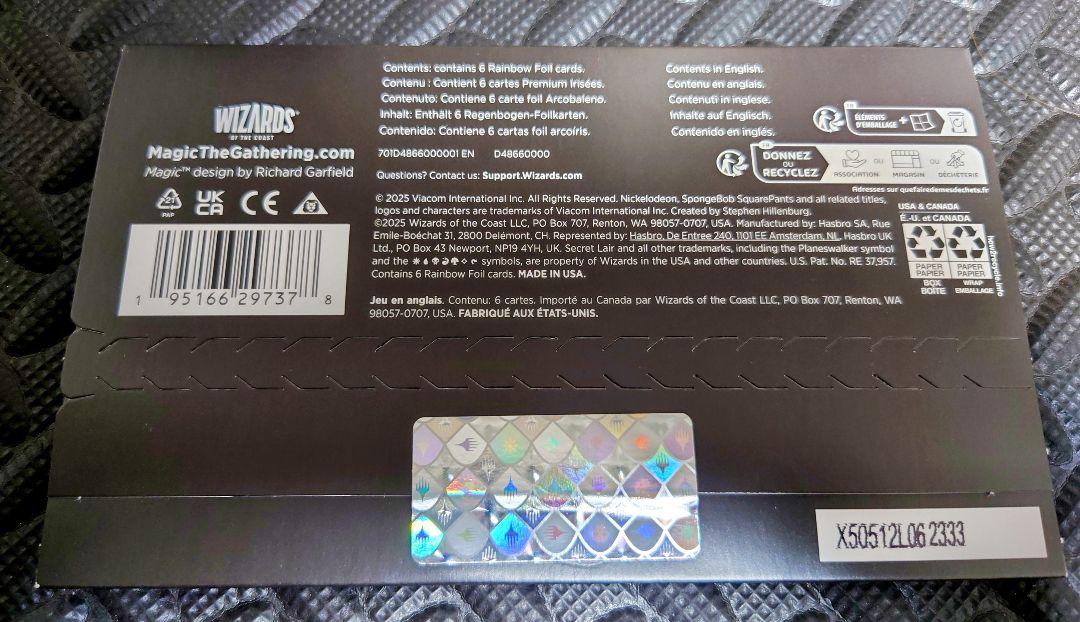 Contents: contains 6 Rainbow Foil cards.
Contenu : Contient 6 cartes Premium Irisées.
Contenuto: Contiene 6 carte foil Arcobaleno.
Inhalt: Enthält 6 Regenbogen-Foilkarten.
Contenido: Contiene 6 cartas foil arcoíris.
Contents in English.
Contenu en anglais.
Contenuti in inglese.
Inhalte auf Englisch.
Contenido en inglés.
WIZARDS
OF THE COAST
MagicTheGathering.com
Magic™ design by Richard Garfield
21
PAP
UK
CA
CE
1 95166 29737 8
701D4866000001 EN D48660000
Questions? Contact us: Support.Wizards.com
FR
ÉLÉMENTS
D'EMBALLAGE +
FR
DONNEZ
OU
RECYCLEZ
ASSOCIATION OU MAGASIN OU DÉCHÈTERIE
Adresses sur quefairedemesdechets.fr
© 2025 Viacom International Inc. All Rights Reserved. Nickelodeon, SpongeBob SquarePants and all related titles,
logos and characters are trademarks of Viacom International Inc. Created by Stephen Hillenburg.
©2025 Wizards of the Coast LLC, PO Box 707, Renton, WA 98057-0707, USA. Manufactured by: Hasbro SA, Rue
Emile-Boéchat 31, 2800 Delémont, CH. Represented by: Hasbro, De Entree 240, 1101 EE Amsterdam, NL, Hasbro UK
Ltd., PO Box 43 Newport, NP19 4YH, UK. Secret Lair and all other trademarks, including the Planeswalker symbol
and the symbols, are property of Wizards in the USA and other countries. U.S. Pat. No. RE 37,957.
Contains 6 Rainbow Foil cards. MADE IN USA.
Jeu en anglais. Contenu: 6 cartes. Importé au Canada par Wizards of the Coast LLC, PO Box 707, Renton, WA
98057-0707, USA. FABRIQUÉ AUX ÉTATS-UNIS.
USA & CANADA
É.-U. et CANADA
PAPER
PAPIER
BOX
BOÎTE
PAPER
PAPIER
WRAP
EMBALLAGE
how2recycle.info
X50512L06 2333